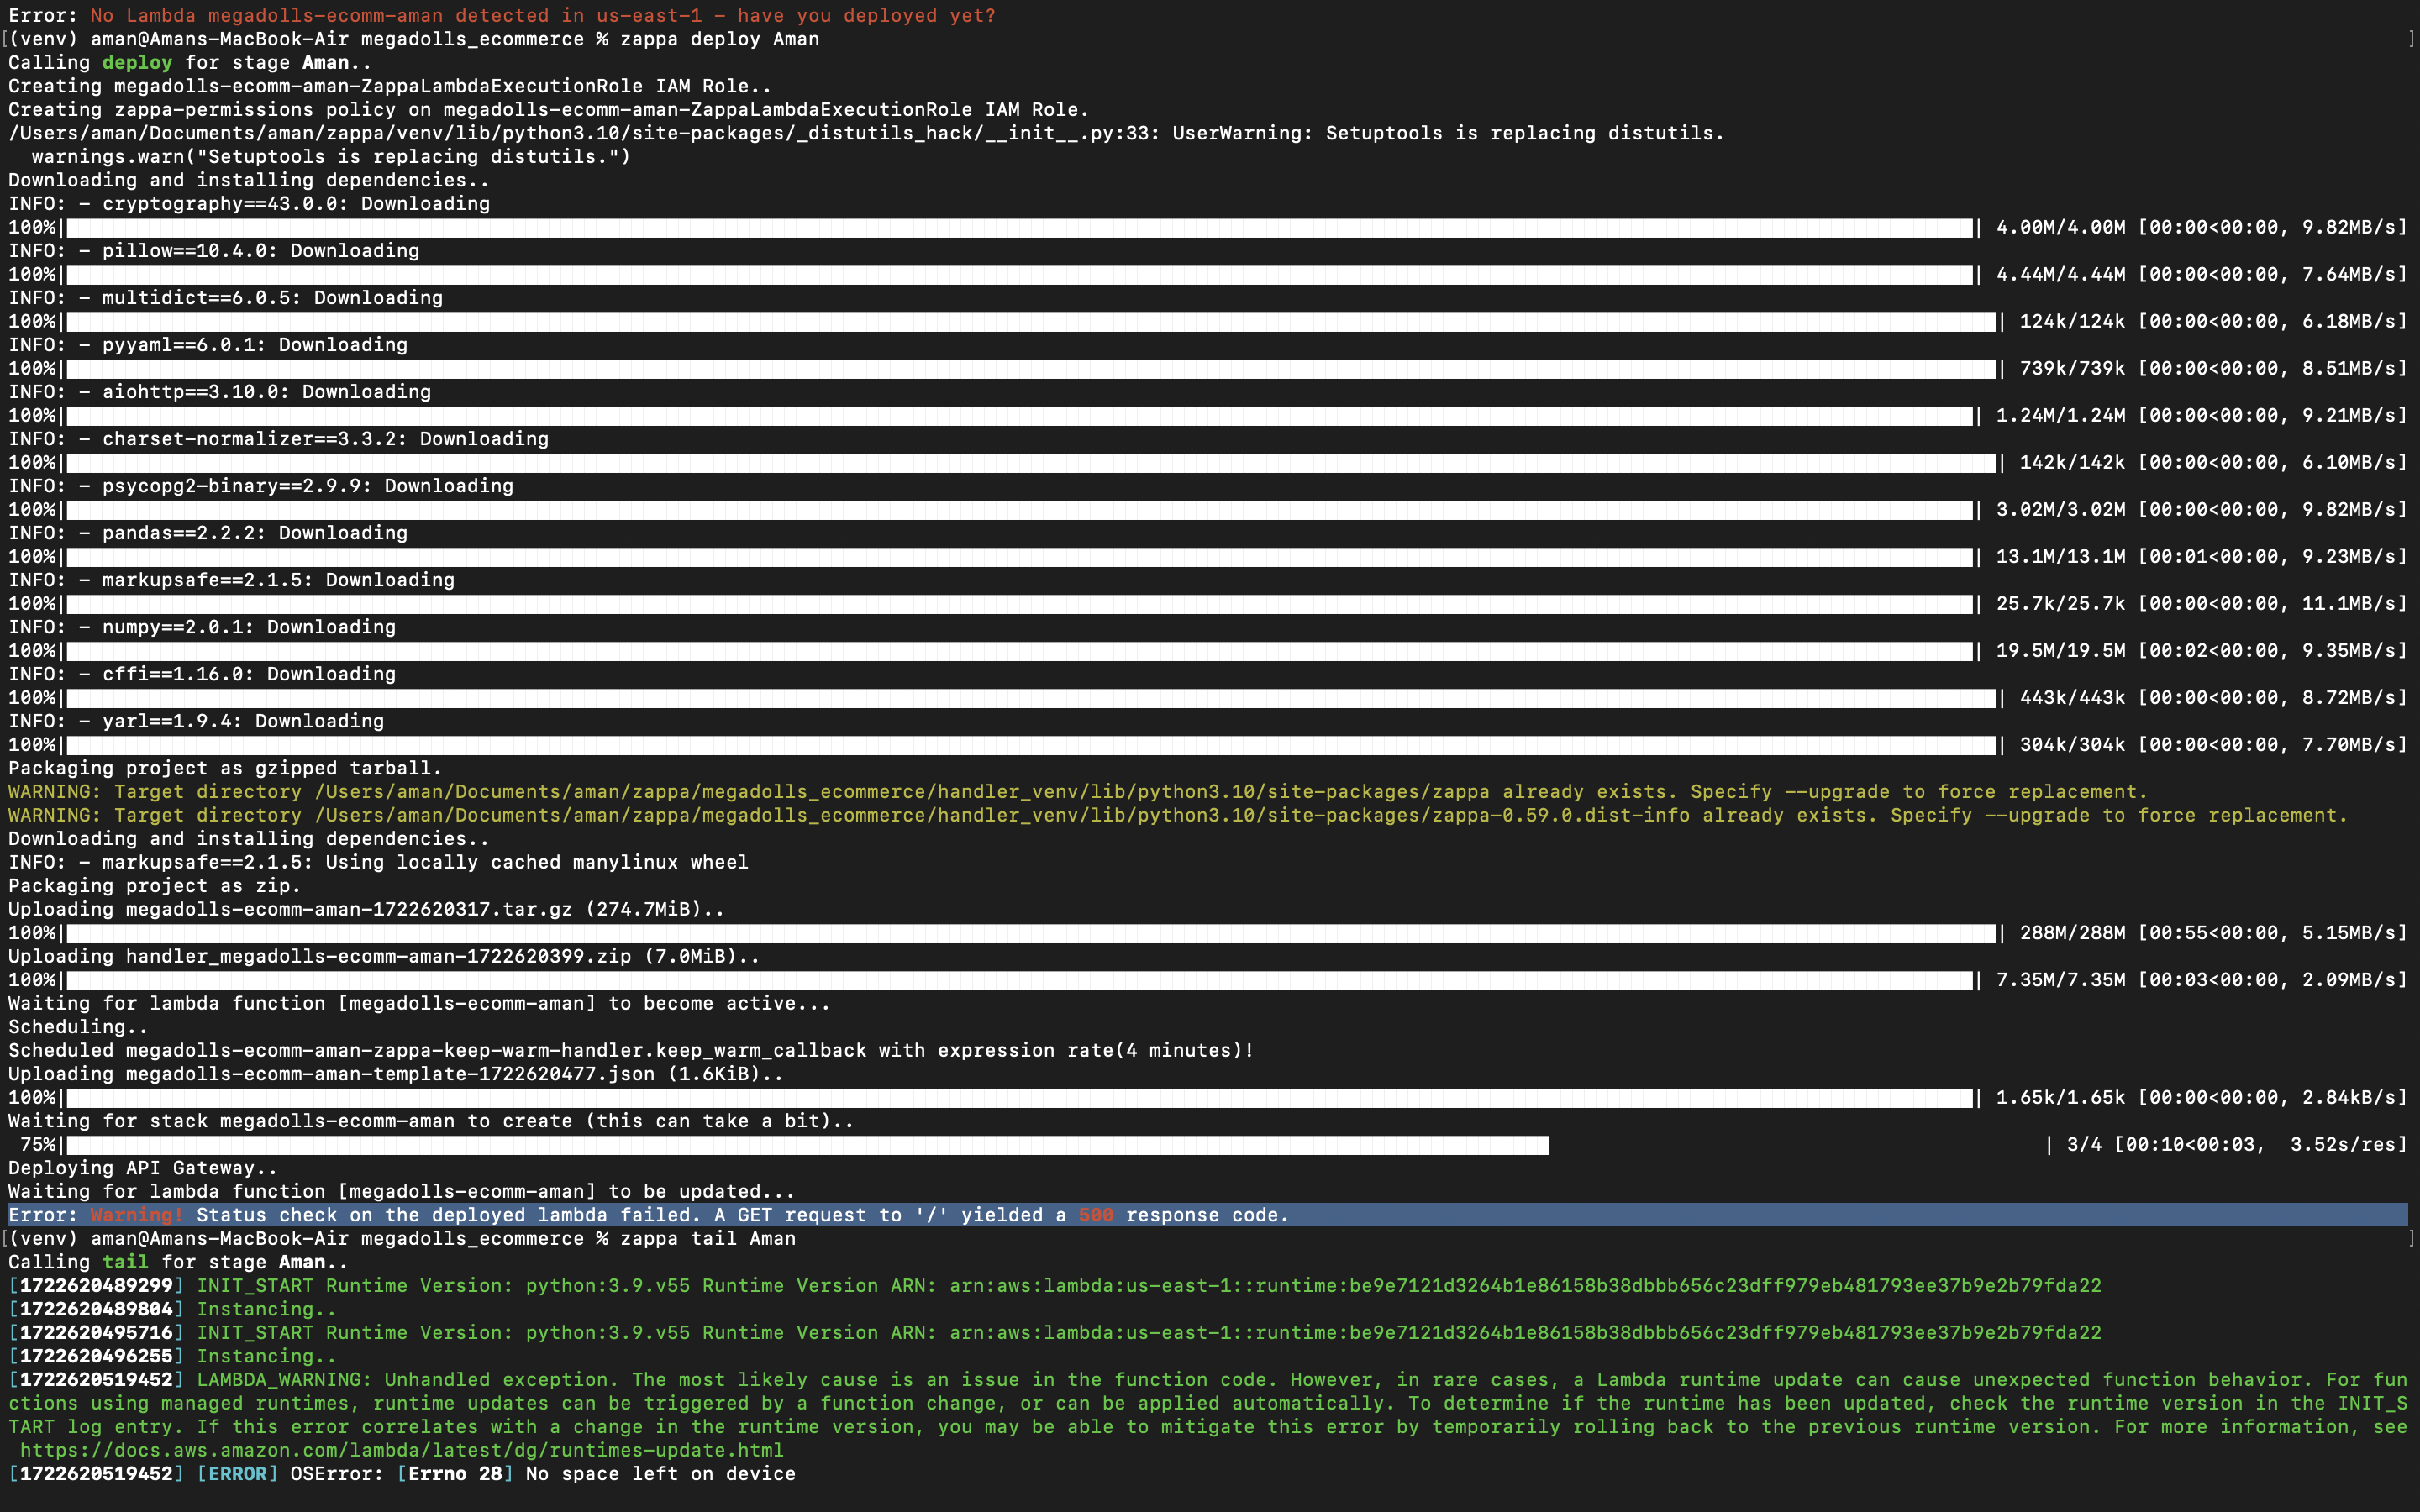 Error: No Lambda megadolls-ecomm-aman detected in us-east-1 - have you deployed yet?
[(venv) aman@Amans-MacBook-Air megadolls_ecommerce % zappa deploy Aman ]
Calling deploy for stage Aman..
Creating megadolls-ecomm-aman-ZappaLambdaExecutionRole IAM Role..
Creating zappa-permissions policy on megadolls-ecomm-aman-ZappaLambdaExecutionRole IAM Role.
/Users/aman/Documents/aman/zappa/venv/lib/python3.10/site-packages/_distutils_hack/__init__.py:33: UserWarning: Setuptools is replacing distutils.
  warnings.warn("Setuptools is replacing distutils.")
Downloading and installing dependencies..
INFO: - cryptography==43.0.0: Downloading
100%| | 4.00M/4.00M [00:00<00:00, 9.82MB/s]
INFO: - pillow==10.4.0: Downloading
100%| | 4.44M/4.44M [00:00<00:00, 7.64MB/s]
INFO: - multidict==6.0.5: Downloading
100%| | 124k/124k [00:00<00:00, 6.18MB/s]
INFO: - pyyaml==6.0.1: Downloading
100%| | 739k/739k [00:00<00:00, 8.51MB/s]
INFO: - aiohttp==3.10.0: Downloading
100%| | 1.24M/1.24M [00:00<00:00, 9.21MB/s]
INFO: - charset-normalizer==3.3.2: Downloading
100%| | 142k/142k [00:00<00:00, 6.10MB/s]
INFO: - psycopg2-binary==2.9.9: Downloading
100%| | 3.02M/3.02M [00:00<00:00, 9.82MB/s]
INFO: - pandas==2.2.2: Downloading
100%| | 13.1M/13.1M [00:01<00:00, 9.23MB/s]
INFO: - markupsafe==2.1.5: Downloading
100%| | 25.7k/25.7k [00:00<00:00, 11.1MB/s]
INFO: - numpy==2.0.1: Downloading
100%| | 19.5M/19.5M [00:02<00:00, 9.35MB/s]
INFO: - cffi==1.16.0: Downloading
100%| | 443k/443k [00:00<00:00, 8.72MB/s]
INFO: - yarl==1.9.4: Downloading
100%| | 304k/304k [00:00<00:00, 7.70MB/s]
Packaging project as gzipped tarball.
WARNING: Target directory /Users/aman/Documents/aman/zappa/megadolls_ecommerce/handler_venv/lib/python3.10/site-packages/zappa already exists. Specify --upgrade to force replacement.
WARNING: Target directory /Users/aman/Documents/aman/zappa/megadolls_ecommerce/handler_venv/lib/python3.10/site-packages/zappa-0.59.0.dist-info already exists. Specify --upgrade to force replacement.
Downloading and installing dependencies..
INFO: - markupsafe==2.1.5: Using locally cached manylinux wheel
Packaging project as zip.
Uploading megadolls-ecomm-aman-1722620317.tar.gz (274.7MiB)..
100%| | 288M/288M [00:55<00:00, 5.15MB/s]
Uploading handler_megadolls-ecomm-aman-1722620399.zip (7.0MiB)..
100%| | 7.35M/7.35M [00:03<00:00, 2.09MB/s]
Waiting for lambda function [megadolls-ecomm-aman] to become active...
Scheduling..
Scheduled megadolls-ecomm-aman-zappa-keep-warm-handler.keep_warm_callback with expression rate(4 minutes)!
Uploading megadolls-ecomm-aman-template-1722620477.json (1.6KiB)..
100%| | 1.65k/1.65k [00:00<00:00, 2.84kB/s]
Waiting for stack megadolls-ecomm-aman to create (this can take a bit)..
 75%| | 3/4 [00:10<00:03,  3.52s/res]
Deploying API Gateway..
Waiting for lambda function [megadolls-ecomm-aman] to be updated...
Error: Warning! Status check on the deployed lambda failed. A GET request to '/' yielded a 500 response code.
[(venv) aman@Amans-MacBook-Air megadolls_ecommerce % zappa tail Aman ]
Calling tail for stage Aman..
[1722620489299] INIT_START Runtime Version: python:3.9.v55 Runtime Version ARN: arn:aws:lambda:us-east-1::runtime:be9e7121d3264b1e86158b38dbbb656c23dff979eb481793ee37b9e2b79fda22
[1722620489804] Instancing..
[1722620495716] INIT_START Runtime Version: python:3.9.v55 Runtime Version ARN: arn:aws:lambda:us-east-1::runtime:be9e7121d3264b1e86158b38dbbb656c23dff979eb481793ee37b9e2b79fda22
[1722620496255] Instancing..
[1722620519452] LAMBDA_WARNING: Unhandled exception. The most likely cause is an issue in the function code. However, in rare cases, a Lambda runtime update can cause unexpected function behavior. For fun
ctions using managed runtimes, runtime updates can be triggered by a function change, or can be applied automatically. To determine if the runtime has been updated, check the runtime version in the INIT_S
TART log entry. If this error correlates with a change in the runtime version, you may be able to mitigate this error by temporarily rolling back to the previous runtime version. For more information, see
 https://docs.aws.amazon.com/lambda/latest/dg/runtimes-update.html
[1722620519452] [ERROR] OSError: [Errno 28] No space left on device